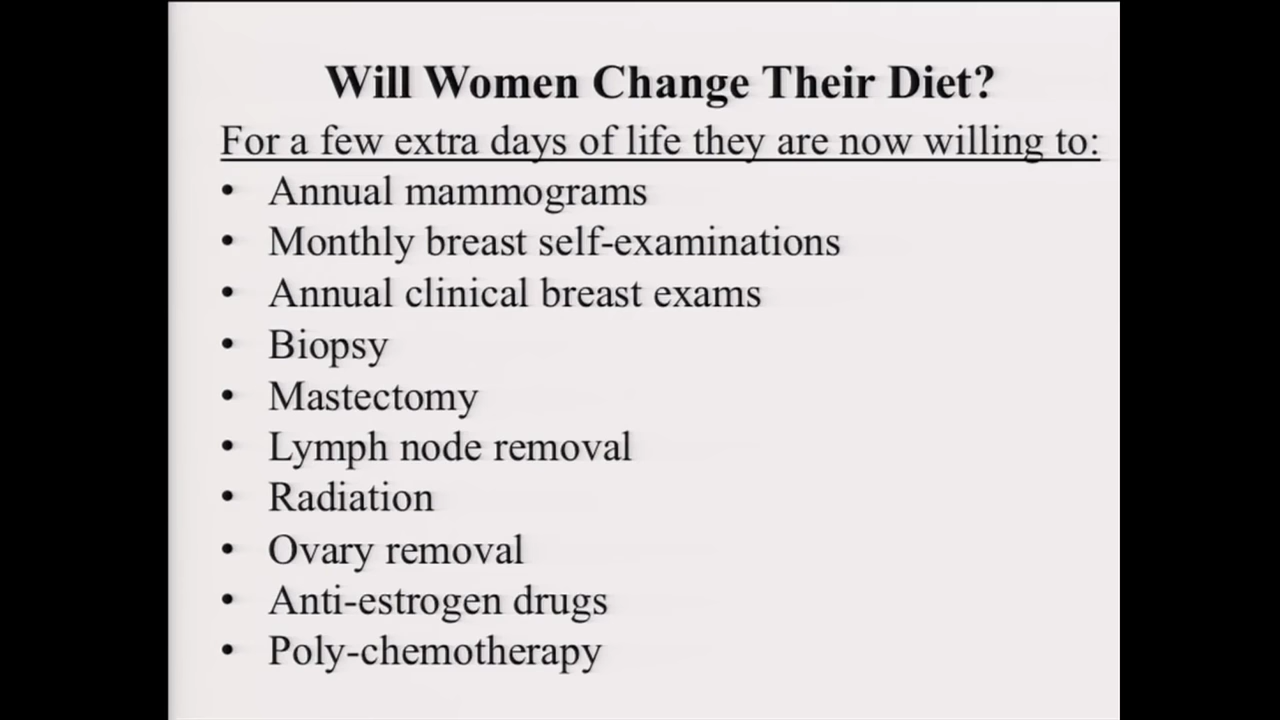 Will Women Change Their Diet?
For a few extra days of life they are now willing to:
• Annual mammograms
• Monthly breast self-examinations
• Annual clinical breast exams
• Biopsy
• Mastectomy
• Lymph node removal
• Radiation
• Ovary removal
• Anti-estrogen drugs
• Poly-chemotherapy